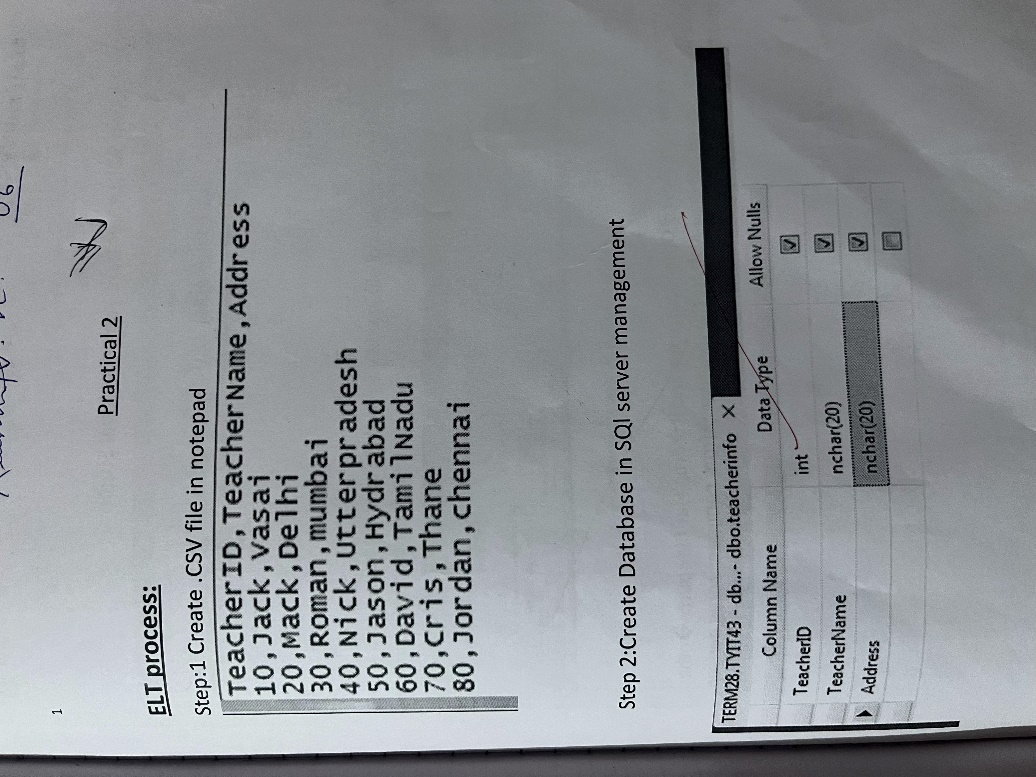 06
1
Practical 2
ELT process:
Step:1 Create .CSV file in notepad
TeacherID,TeacherName,Address
10,Jack,Vasai
20,Mack,Delhi
30,Roman,mumbai
40,Nick,Utterpradesh
50,Jason,Hydrabad
60,David,TamilNadu
70,Cris,Thane
80,Jordan,chennai
Step 2:Create Database in SQl server management
TERM28.TYIT43 - db...- dbo.teacherinfo X
Column Name Data Type Allow Nulls
TeacherID int
TeacherName nchar(20)
Address nchar(20)